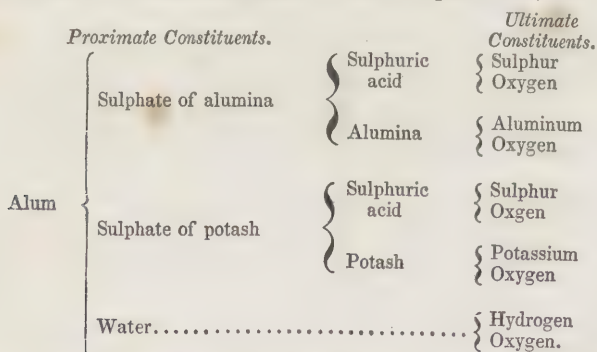 Ultimate
Proximate Constituents. Constituents.
Sulphuric Sulphur
acid Oxygen
Sulphate of alumina
Alumina Aluminum
Oxygen
Alum
Sulphuric Sulphur
acid Oxgen
Sulphate of potash
Potash Potassium
Oxygen
Water........................................ Hydrogen
Oxygen.